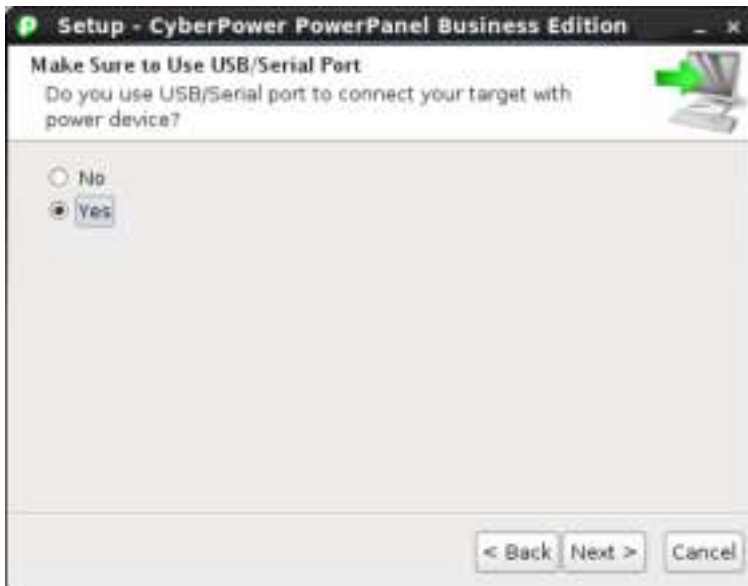 Setup - CyberPower PowerPanel Business Edition
Make Sure to Use USB/Serial Port
Do you use USB/Serial port to connect your target with
power device?
No
Yes
< Back Next > Cancel